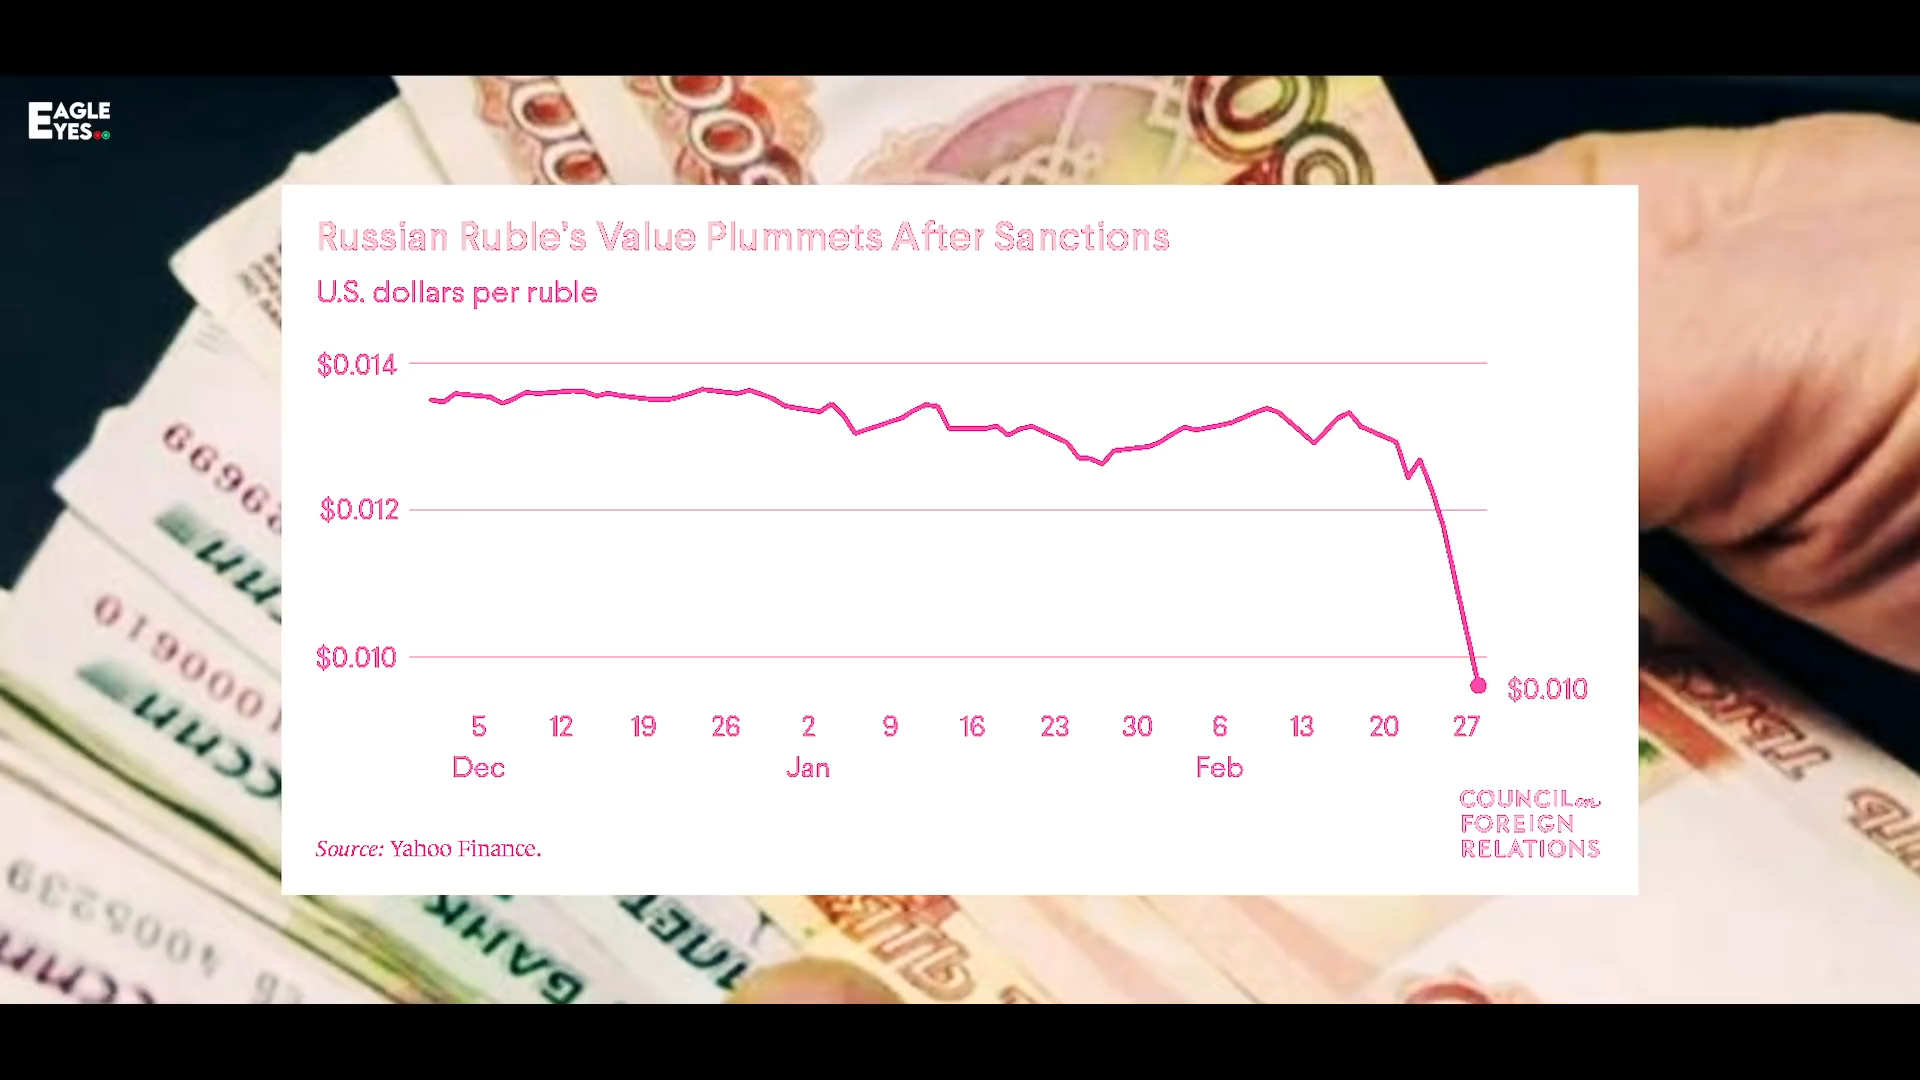 EAGLE
EYES
Russian Ruble's Value Plummets After Sanctions
U.S. dollars per ruble
$0.014
$0.012
$0.010
$0.010
5 12 19 26 2 9 16 23 30 6 13 20 27
Dec Jan Feb
Source: Yahoo Finance.
COUNCIL on
FOREIGN
RELATIONS